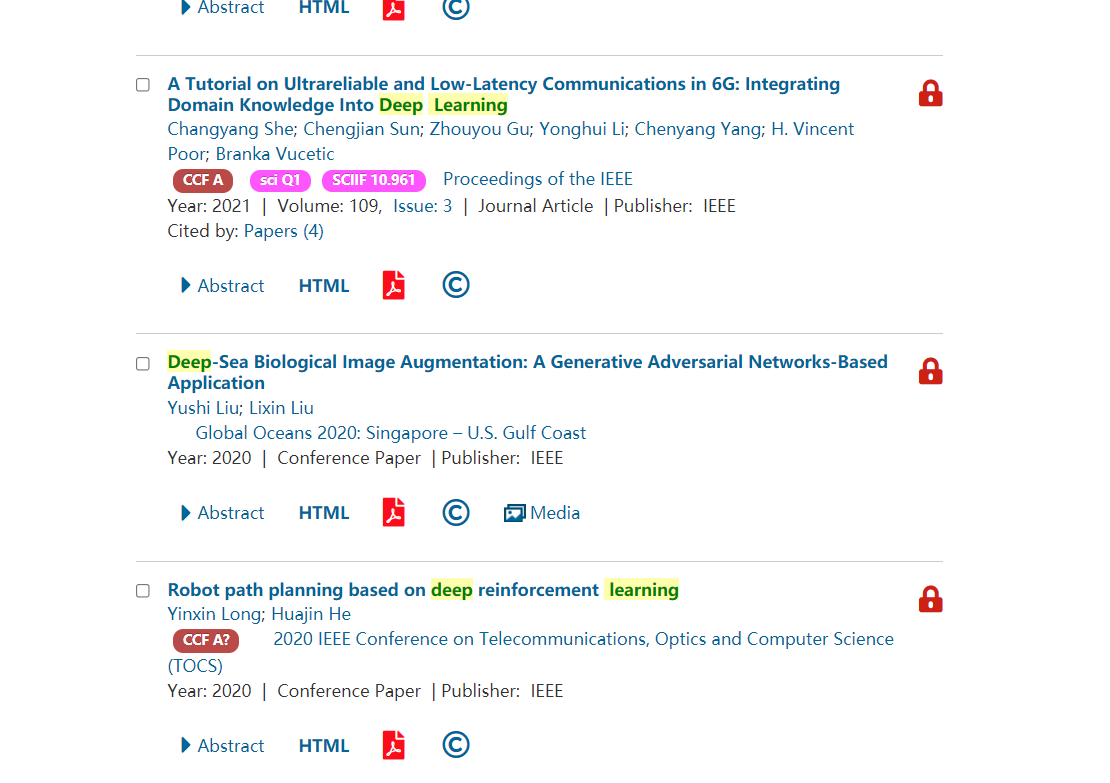 Abstract HTML ©
A Tutorial on Ultrareliable and Low-Latency Communications in 6G: Integrating
Domain Knowledge Into Deep Learning
Changyang She; Chengjian Sun; Zhouyou Gu; Yonghui Li; Chenyang Yang; H. Vincent
Poor; Branka Vucetic
CCF A sci Q1 SCIIF 10.961 Proceedings of the IEEE
Year: 2021 | Volume: 109, Issue: 3 | Journal Article | Publisher: IEEE
Cited by: Papers (4)
Abstract HTML ©
Deep-Sea Biological Image Augmentation: A Generative Adversarial Networks-Based
Application
Yushi Liu; Lixin Liu
Global Oceans 2020: Singapore – U.S. Gulf Coast
Year: 2020 | Conference Paper | Publisher: IEEE
Abstract HTML © Media
Robot path planning based on deep reinforcement learning
Yinxin Long; Huajin He
CCF A? 2020 IEEE Conference on Telecommunications, Optics and Computer Science
(TOCS)
Year: 2020 | Conference Paper | Publisher: IEEE
Abstract HTML ©